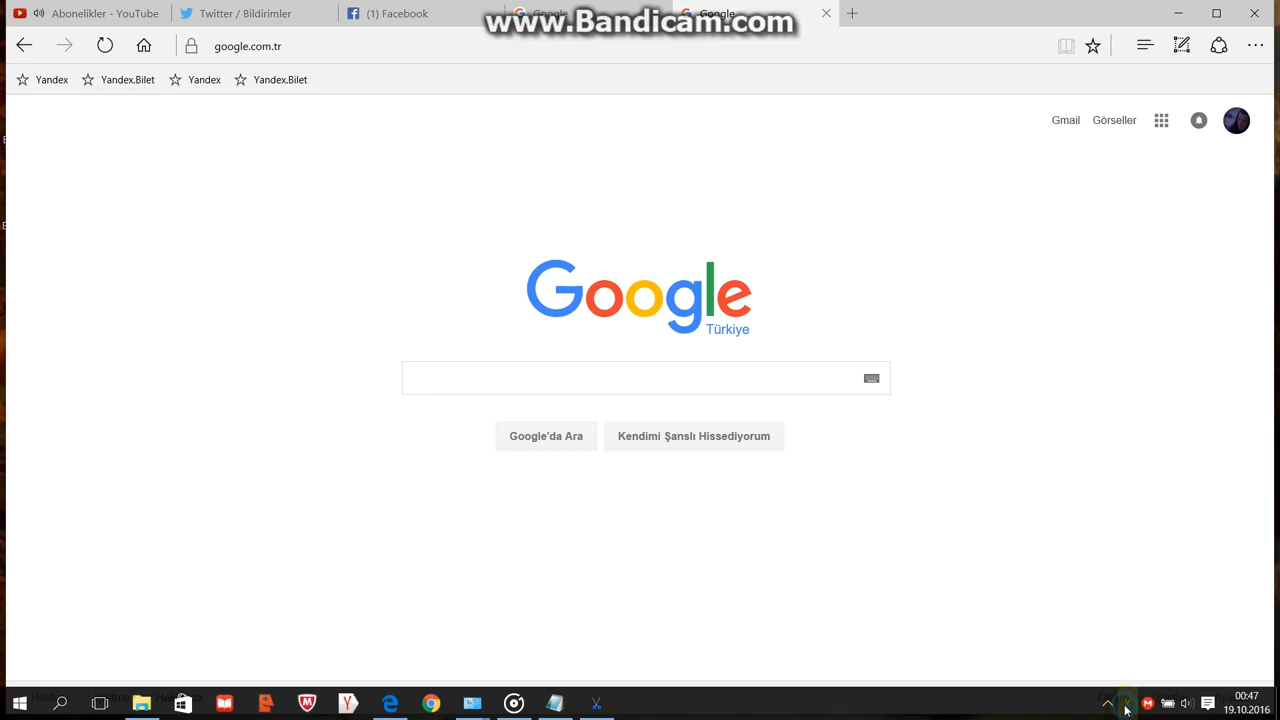 Abonelikler - YouTube
Twitter / Bildirimler
(1) Facebook
Google
Google
www.Bandicam.com
google.com.tr
Yandex
Yandex.Bilet
Yandex
Yandex.Bilet
Gmail
Görseller
Google
Türkiye
Google'da Ara
Kendimi Şanslı Hissediyorum
00:47
19.10.2016